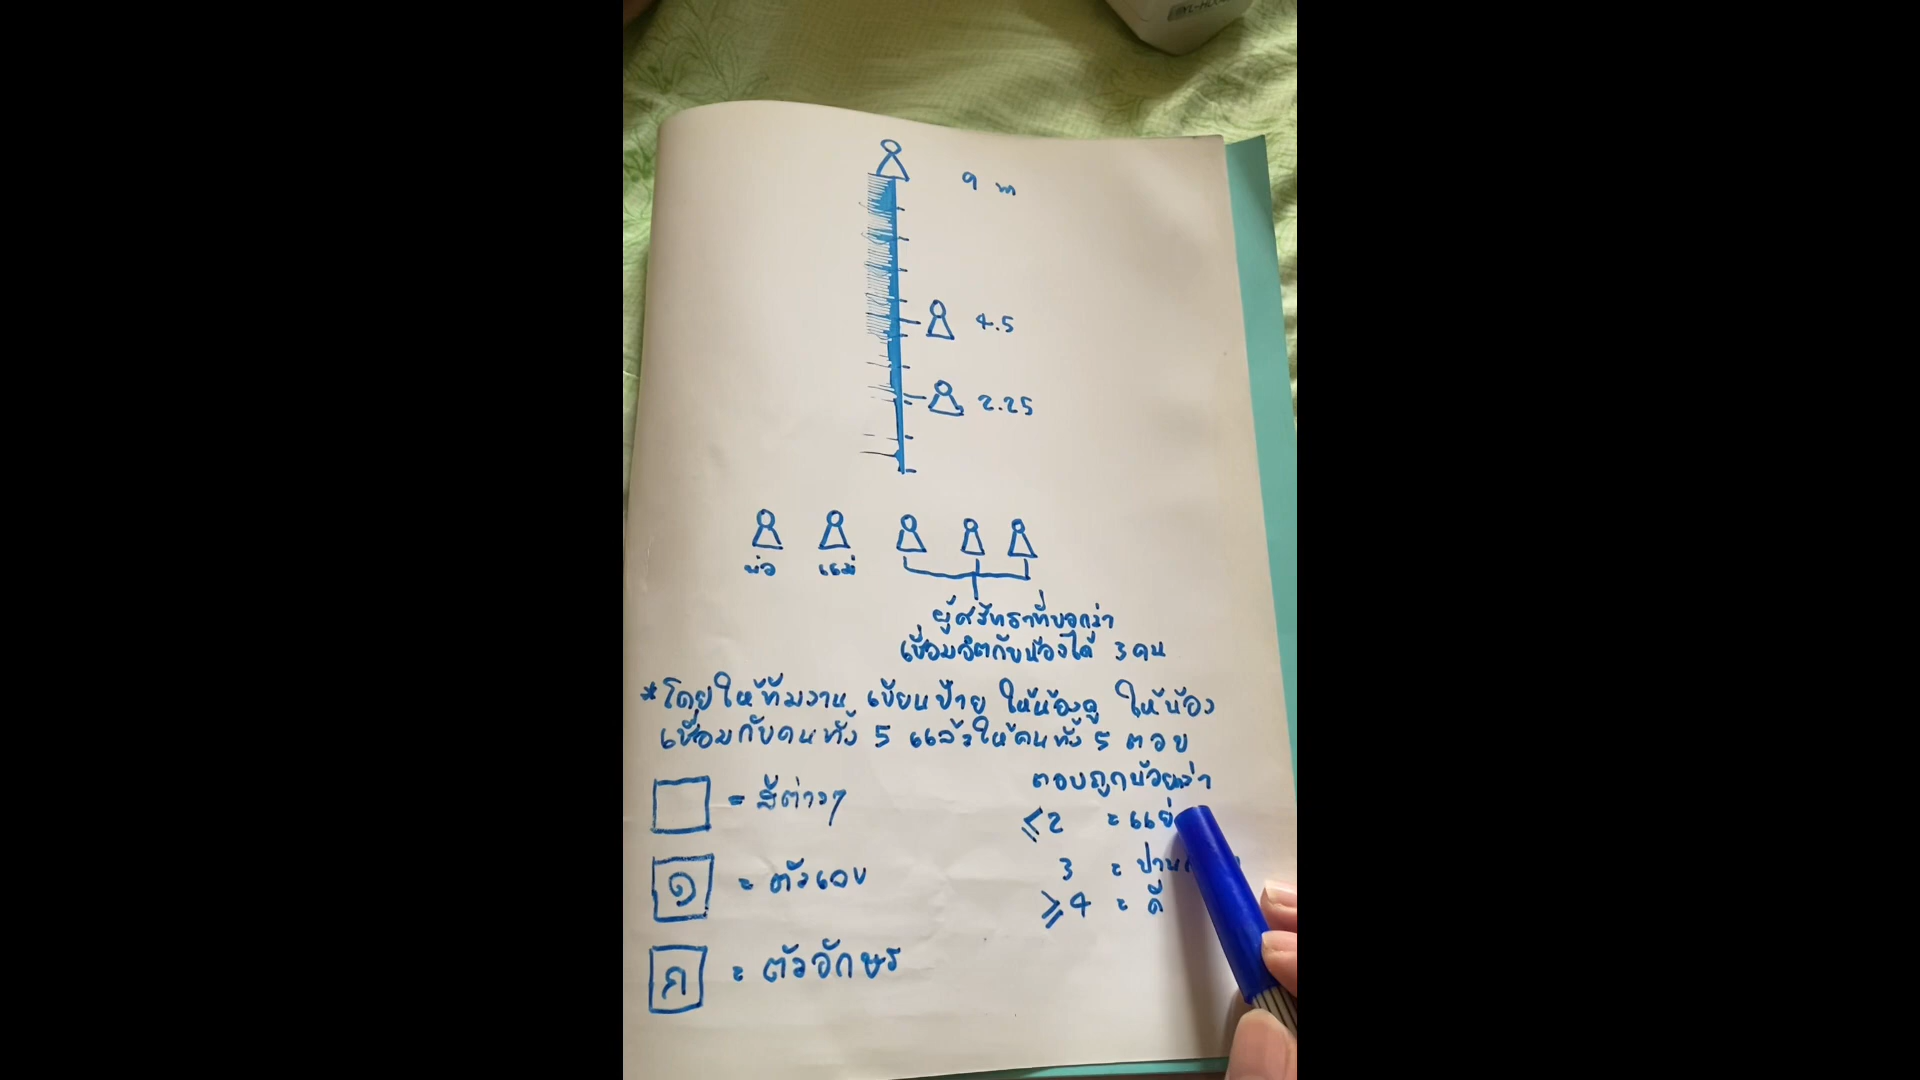 9 m
4.5
2.25
พ่อ แม่
ผู้ศรัทธาที่บอกว่า
เชื่อมจิตกับน้องได้ 3 คน
*โดยให้ทีมงาน เขียนป้าย ให้น้องดู ให้น้อง
เชื่อมกับคนทั้ง 5 แล้วให้คนทั้ง 5 ตอบ
= สีต่างๆ
ตอบถูกน้อยกว่า
≤2 = แย่
๑ = ตัวเลข
3 =
≥4 = ดี
ก = ตัวอักษร